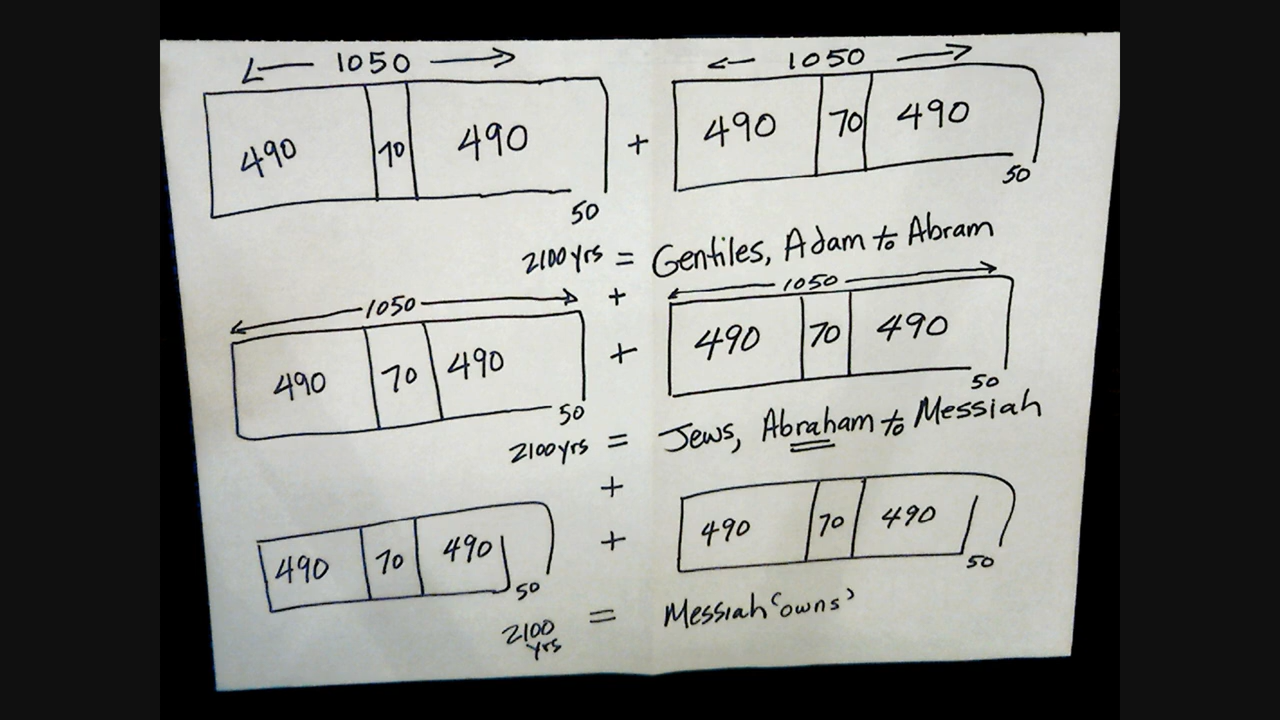 1050 1050
490 70 490 + 490 70 490
50 50
2100 yrs = Gentiles, Adam to Abram
+
1050 1050
490 70 490 + 490 70 490
50 50
2100 yrs = Jews, Abraham to Messiah
+
490 70 490 + 490 70 490
50 50
2100 yrs = Messiah 'owns'